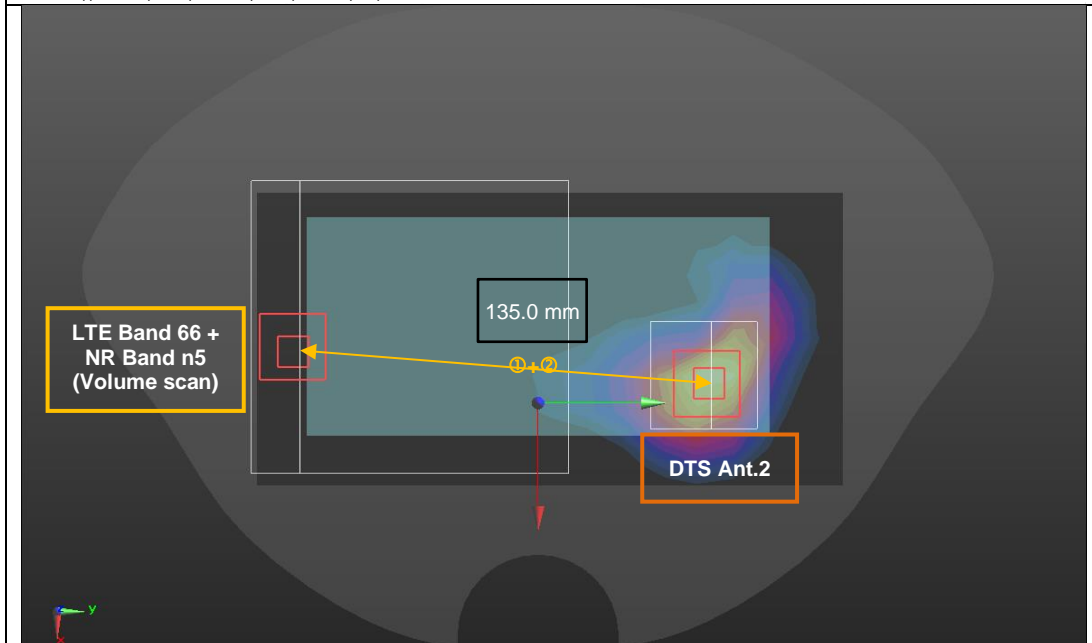 135.0 mm
LTE Band 66 +
NR Band n5
(Volume scan)
①+②
DTS Ant.2
y
x